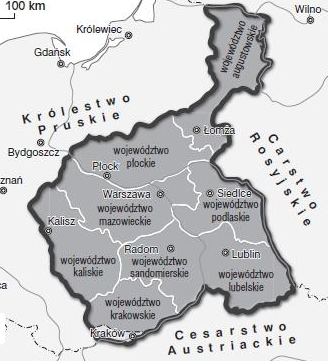 100 km
Wilno
Królewiec
Gdańsk
województwo
augustowskie
Królestwo
Pruskie
Łomża
Carstwo
Rosyjskie
Bydgoszcz
województwo
płockie
Płock
znań
Warszawa
Siedlce
województwo
mazowieckie
województwo
podlaskie
Kalisz
Radom
Lublin
województwo
kaliskie
województwo
sandomierskie
województwo
lubelskie
województwo
krakowskie
ca
Kraków
Cesarstwo
Austriackie